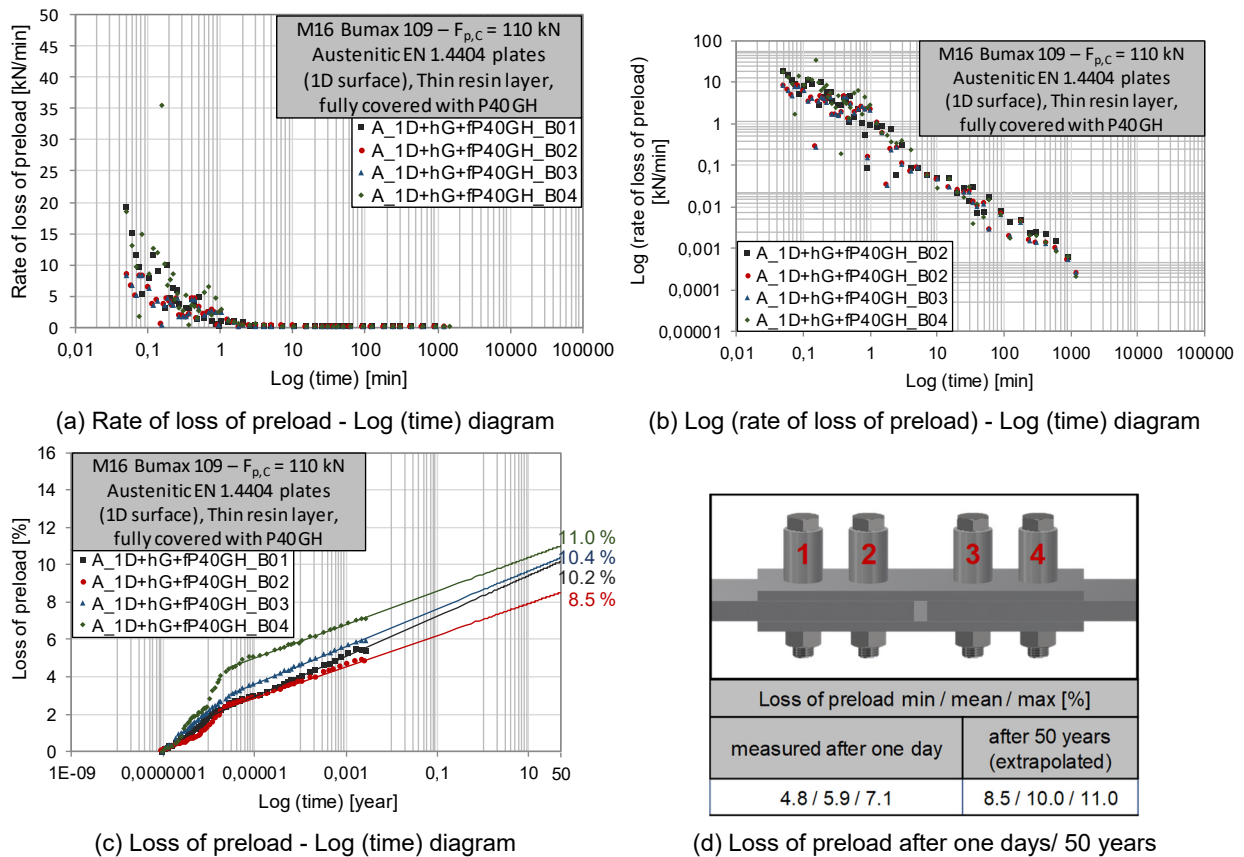 50
45
40
35
30
25
20
15
10
5
0
Rate of loss of preload [kN/min]
M16 Bumax 109 – Fp,C = 110 kN
Austenitic EN 1.4404 plates
(1D surface), Thin resin layer,
fully covered with P40GH
A_1D+hG+fP40GH_B01
A_1D+hG+fP40GH_B02
A_1D+hG+fP40GH_B03
A_1D+hG+fP40GH_B04
0,01 0,1 1 10 100 1000 10000 100000
Log (time) [min]
(a) Rate of loss of preload - Log (time) diagram
100
10
1
0,1
0,01
0,001
0,0001
0,00001
Log (rate of loss of preload)
[kN/min]
M16 Bumax 109 – Fp,C = 110 kN
Austenitic EN 1.4404 plates
(1D surface), Thin resin layer,
fully covered with P40GH
A_1D+hG+fP40GH_B02
A_1D+hG+fP40GH_B02
A_1D+hG+fP40GH_B03
A_1D+hG+fP40GH_B04
0,01 0,1 1 10 100 1000 10000 100000
Log (time) [min]
(b) Log (rate of loss of preload) - Log (time) diagram
16
14
12
10
8
6
4
2
0
Loss of preload [%]
M16 Bumax 109 – Fp,C = 110 kN
Austenitic EN 1.4404 plates
(1D surface), Thin resin layer,
fully covered with P40GH
A_1D+hG+fP40GH_B01
A_1D+hG+fP40GH_B02
A_1D+hG+fP40GH_B03
A_1D+hG+fP40GH_B04
11.0 %
10.4 %
10.2 %
8.5 %
1E-09 0,0000001 0,00001 0,001 0,1 10 50
Log (time) [year]
(c) Loss of preload - Log (time) diagram
1 2 3 4
Loss of preload min / mean / max [%]
measured after one day
after 50 years
(extrapolated)
4.8 / 5.9 / 7.1
8.5 / 10.0 / 11.0
(d) Loss of preload after one days/ 50 years